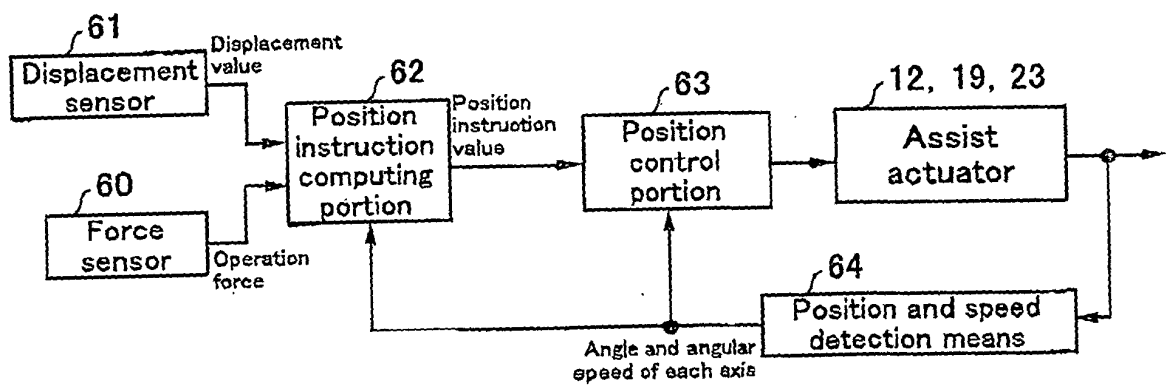 61
Displacement
sensor
Displacement
value
60
Force
sensor
Operation
force
62
Position
instruction
computing
portion
Position
instruction
value
63
Position
control
portion
12, 19, 23
Assist
actuator
64
Position and speed
detection means
Angle and angular
speed of each axis